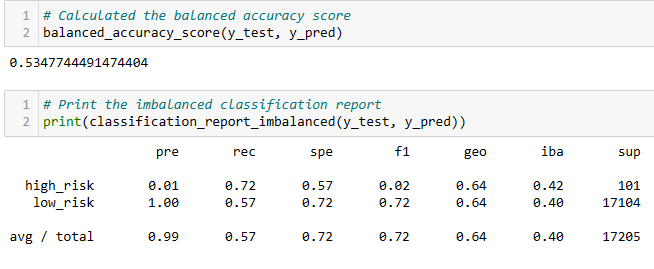 1 # Calculated the balanced accuracy score
2 balanced_accuracy_score(y_test, y_pred)
0.5347744491474404
1 # Print the imbalanced classification report
2 print(classification_report_imbalanced(y_test, y_pred))
pre rec spe f1 geo iba sup
high_risk 0.01 0.72 0.57 0.02 0.64 0.42 101
low_risk 1.00 0.57 0.72 0.72 0.64 0.40 17104
avg / total 0.99 0.57 0.72 0.72 0.64 0.40 17205